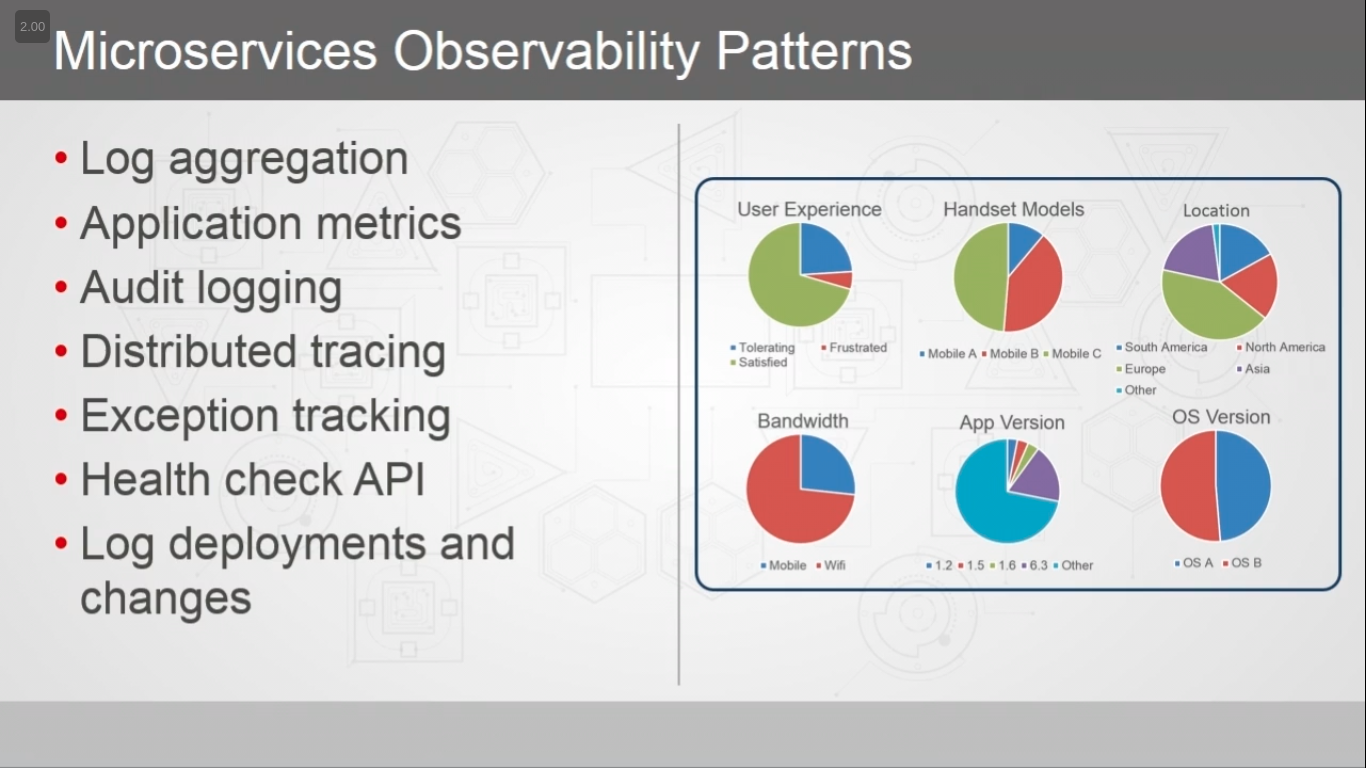 2.00
Microservices Observability Patterns
• Log aggregation
• Application metrics
• Audit logging
• Distributed tracing
• Exception tracking
• Health check API
• Log deployments and
changes
User Experience
Tolerating Frustrated
Satisfied
Handset Models
Mobile A Mobile B Mobile C
Location
South America North America
Europe Asia
Other
Bandwidth
Mobile Wifi
App Version
1.2 1.5 1.6 6.3 Other
OS Version
OS A OS B